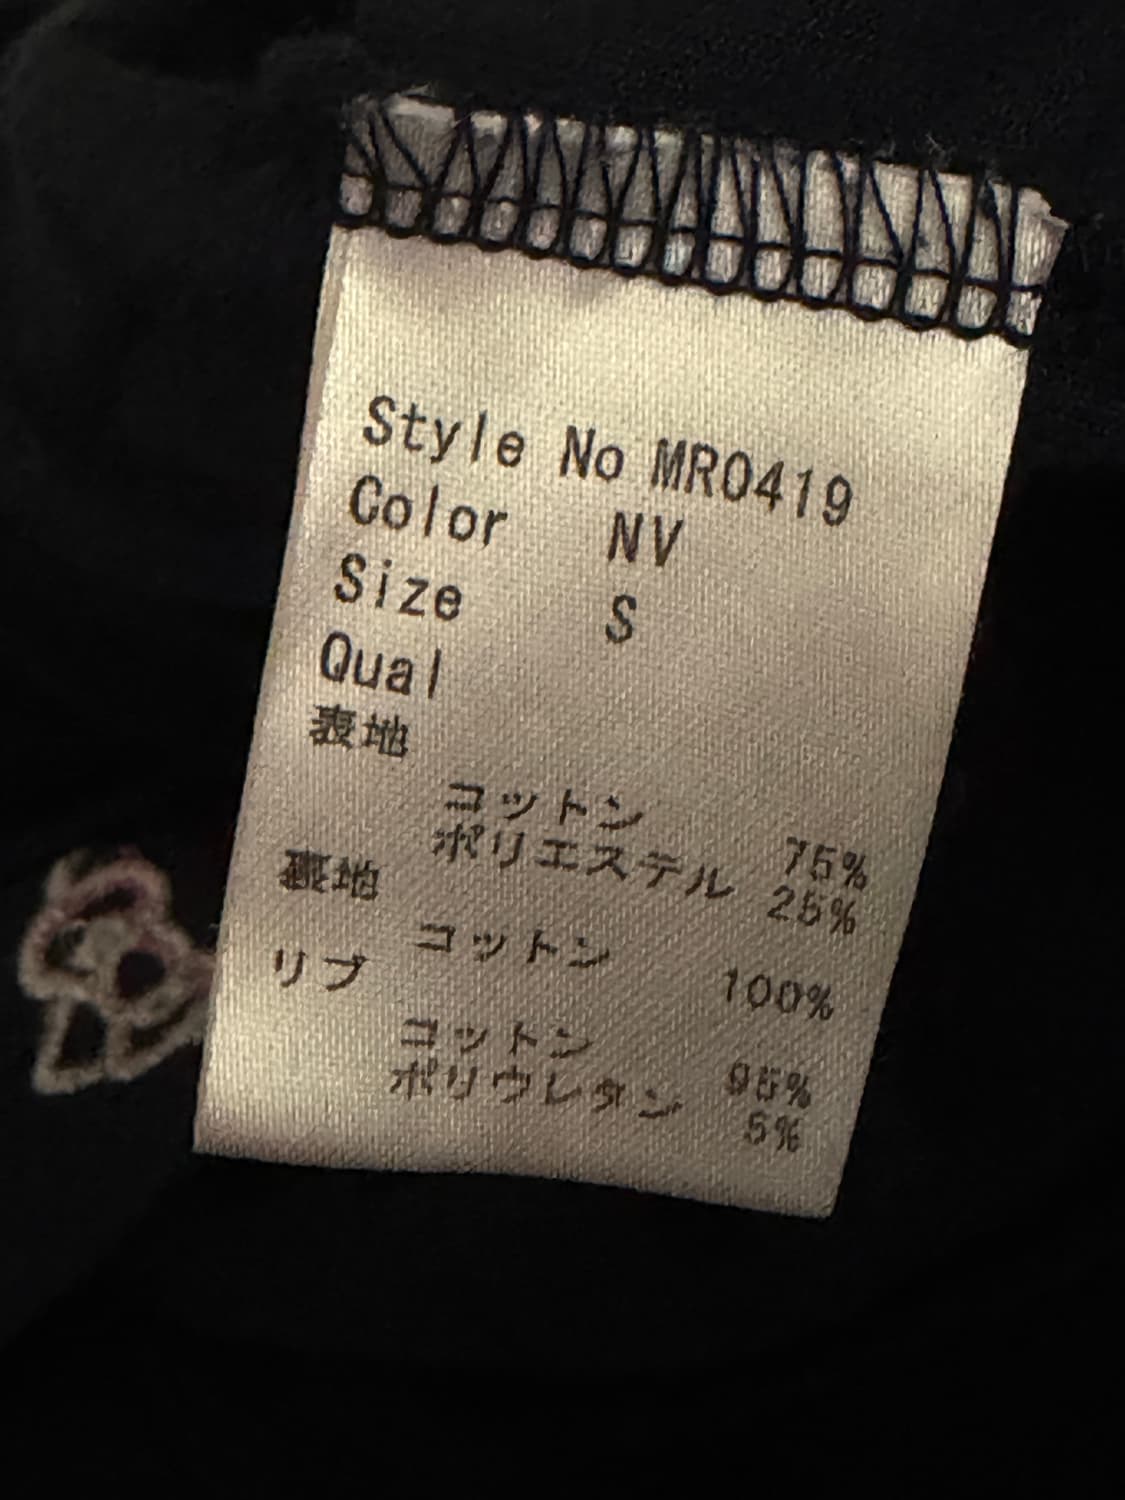 Style No MR0419
Color NV
Size S
Qual
表地
コットン 75%
ポリエステル 25%
裏地
コットン 100%
リブ
コットン 95%
ポリウレタン 5%